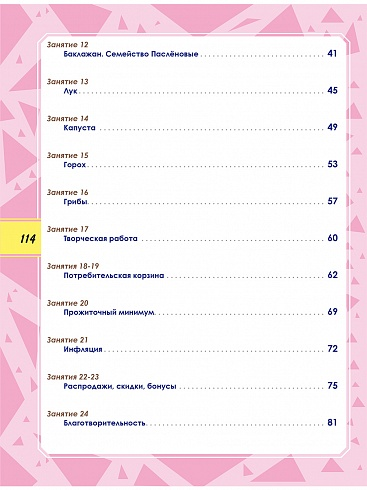 Занятие 12
Баклажан. Семейство Паслёновые 41
Занятие 13
Лук 45
Занятие 14
Капуста 49
Занятие 15
Горох 53
Занятие 16
Грибы 57
Занятие 17
114
Творческая работа 60
Занятия 18-19
Потребительская корзина 62
Занятие 20
Прожиточный минимум 69
Занятие 21
Инфляция 72
Занятия 22-23
Распродажи, скидки, бонусы 75
Занятие 24
Благотворительность 81